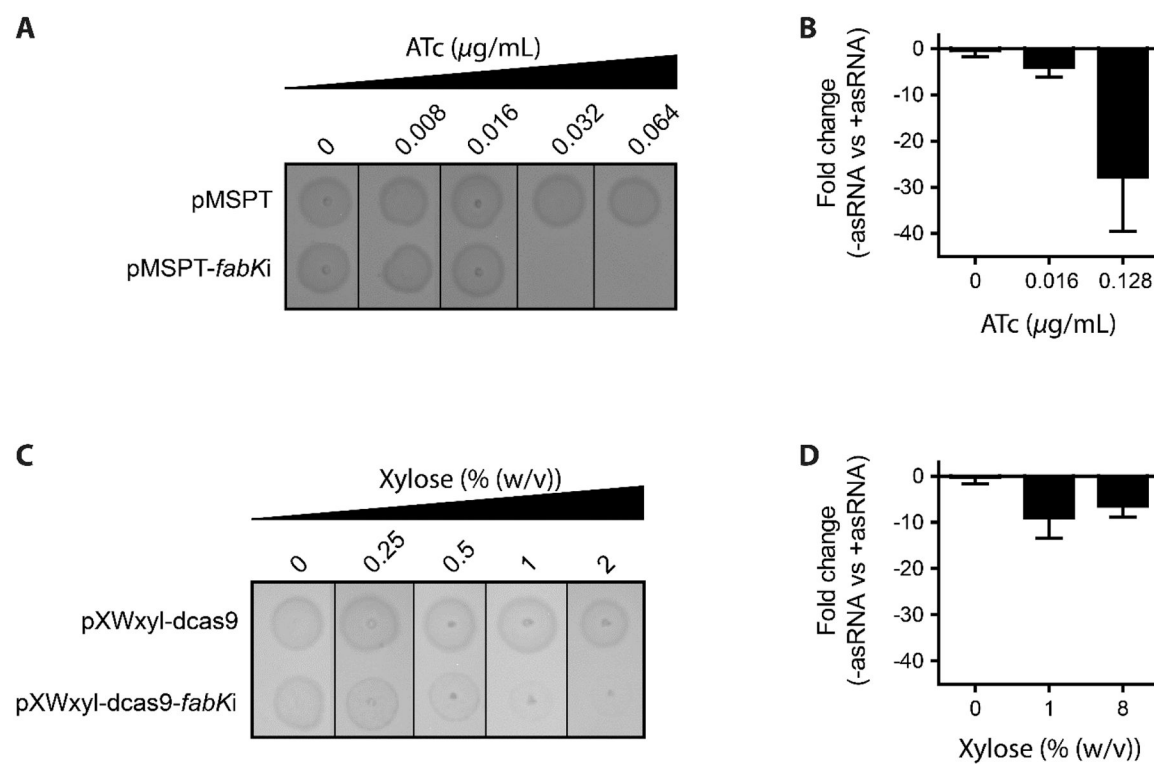 A
ATc (µg/mL)
0 0.008 0.016 0.032 0.064
pMSPT
pMSPT-fabKi
B
Fold change
(-asRNA vs +asRNA)
0
-10
-20
-30
-40
0 0.016 0.128
ATc (µg/mL)
C
Xylose (% (w/v))
0 0.25 0.5 1 2
pXWxyl-dcas9
pXWxyl-dcas9-fabKi
D
Fold change
(-asRNA vs +asRNA)
0
-10
-20
-30
-40
0 1 8
Xylose (% (w/v))